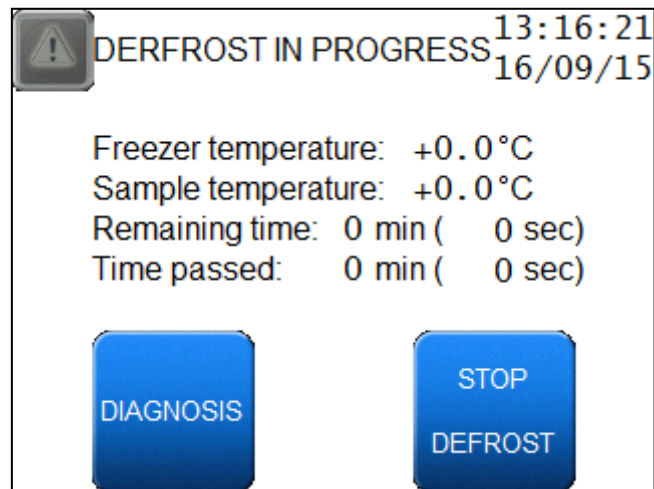 DERFROST IN PROGRESS
13:16:21
16/09/15
Freezer temperature: +0.0°C
Sample temperature: +0.0°C
Remaining time: 0 min ( 0 sec)
Time passed: 0 min ( 0 sec)
DIAGNOSIS
STOP
DEFROST